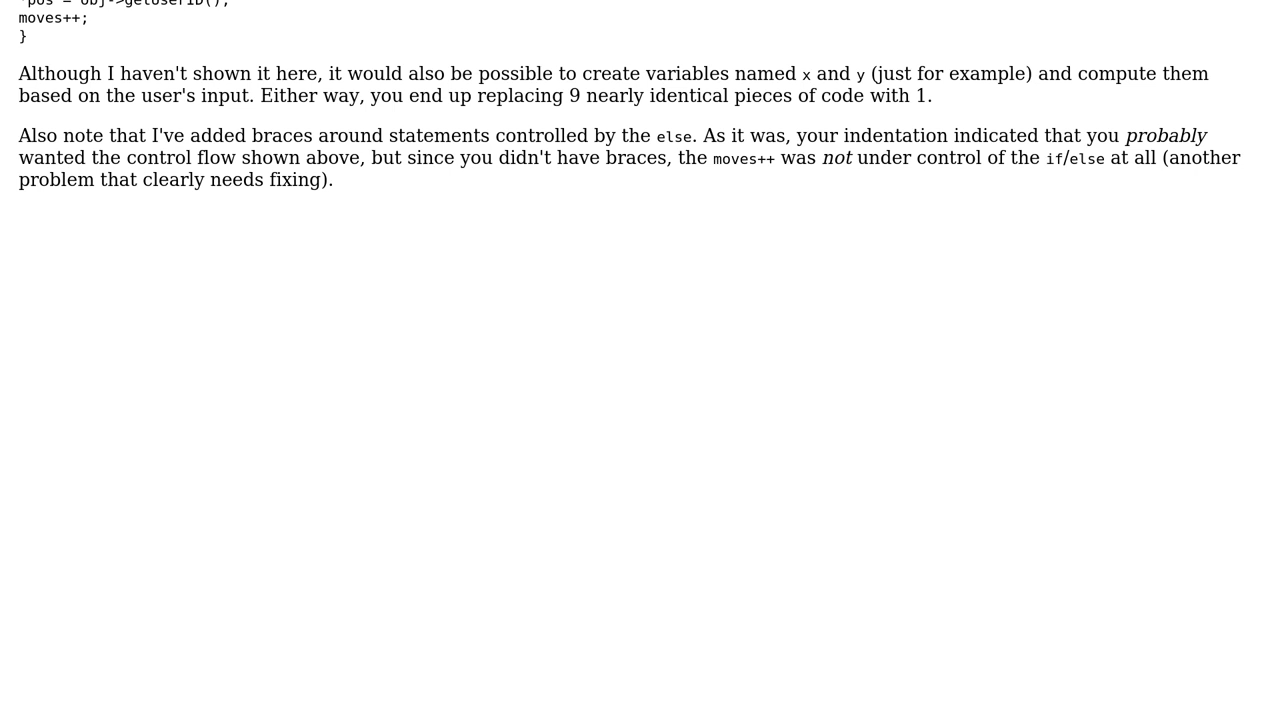 *pos = obj->getUserID();
moves++;
}
Although I haven't shown it here, it would also be possible to create variables named x and y (just for example) and compute them
based on the user's input. Either way, you end up replacing 9 nearly identical pieces of code with 1.
Also note that I've added braces around statements controlled by the else. As it was, your indentation indicated that you probably
wanted the control flow shown above, but since you didn't have braces, the moves++ was not under control of the if/else at all (another
problem that clearly needs fixing).